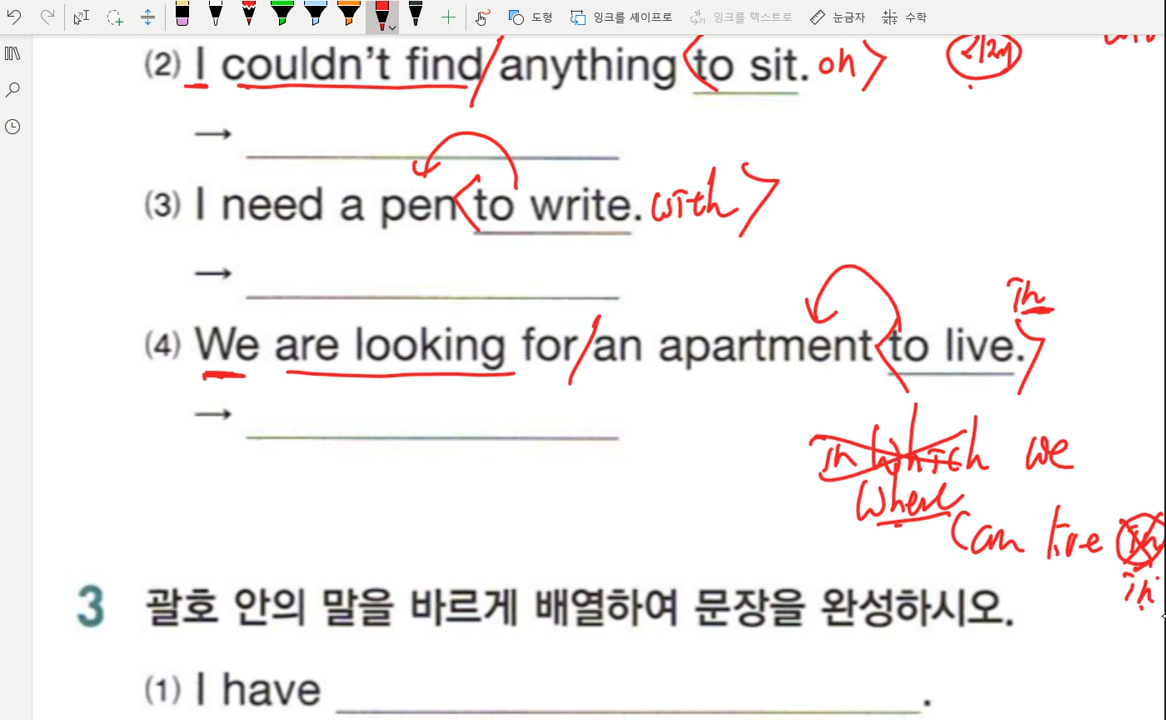 도형 잉크를 셰이프로 잉크를 텍스트로 눈금자 수학
(2) I couldn't find / anything to sit. on
→
(3) I need a pen to write. with
→
in
(4) We are looking for / an apartment to live.
→
in which we
where
can live in
in
3 괄호 안의 말을 바르게 배열하여 문장을 완성하시오.
(1) I have .